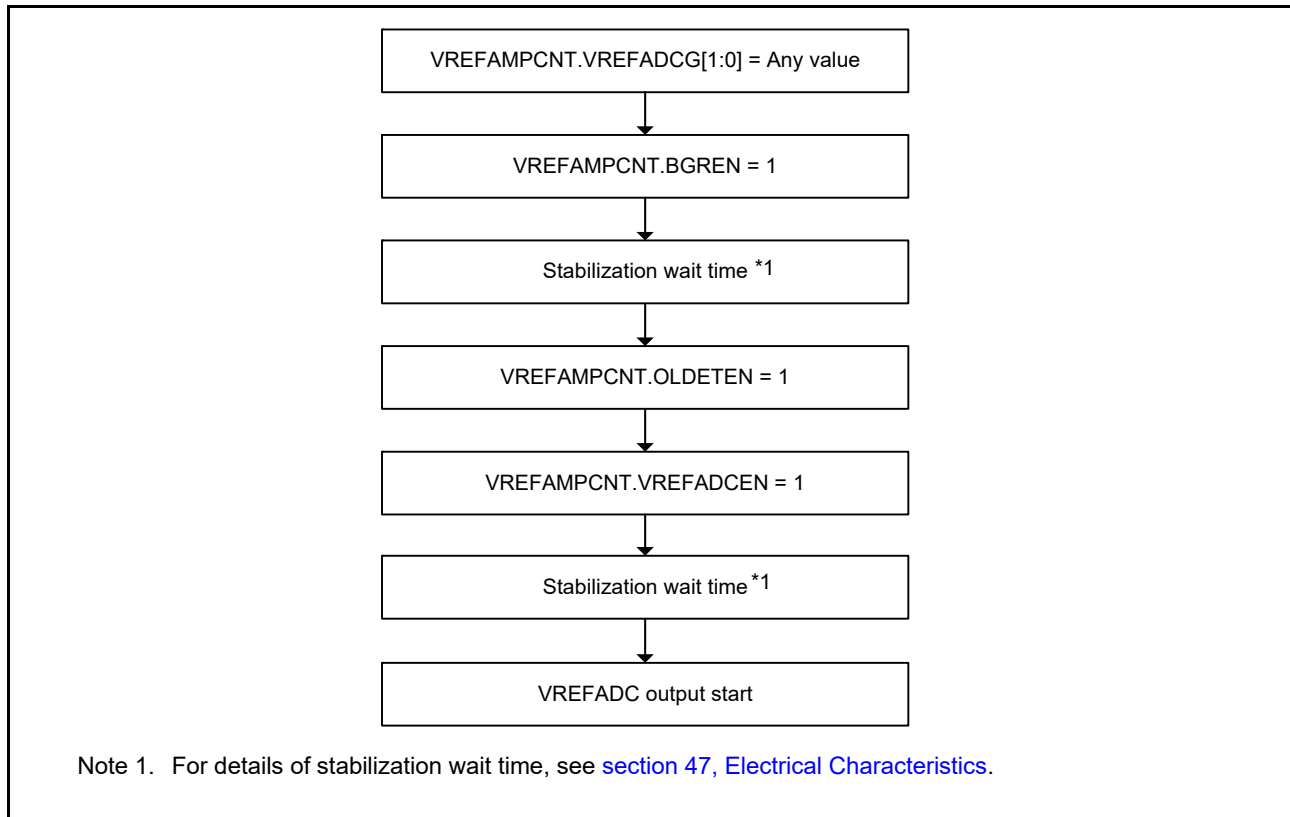 VREFAMPCNT.VREFADCG[1:0] = Any value
VREFAMPCNT.BGREN = 1
Stabilization wait time *1
VREFAMPCNT.OLDETEN = 1
VREFAMPCNT.VREFADCEN = 1
Stabilization wait time *1
VREFADC output start
Note 1. For details of stabilization wait time, see section 47, Electrical Characteristics.